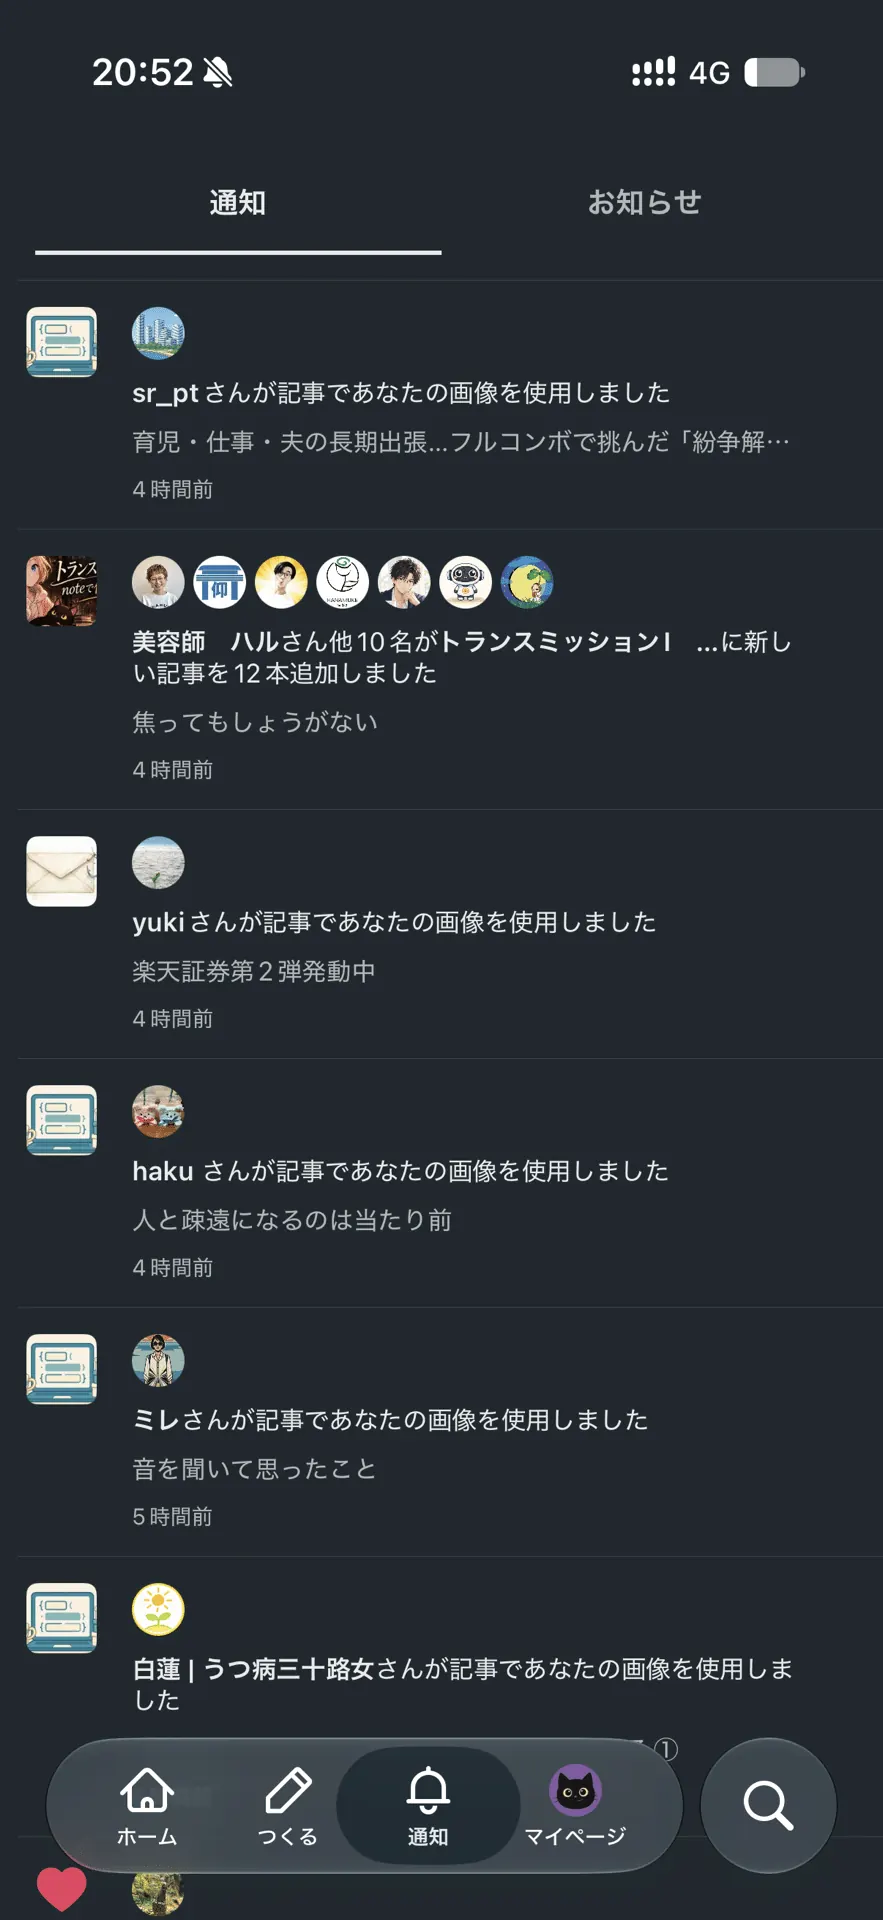 20:52
4G
通知
お知らせ
sr_ptさんが記事であなたの画像を使用しました
育児・仕事・夫の長期出張...フルコンボで挑んだ「紛争解…
4時間前
トランス
noteで
仰
美容師　ハルさん他10名がトランスミッションI　...に新し
い記事を12本追加しました
焦ってもしょうがない
4時間前
yukiさんが記事であなたの画像を使用しました
楽天証券第2弾発動中
4時間前
haku さんが記事であなたの画像を使用しました
人と疎遠になるのは当たり前
4時間前
ミレさんが記事であなたの画像を使用しました
音を聞いて思ったこと
5時間前
白蓮 | うつ病三十路女さんが記事であなたの画像を使用しま
した
①
ホーム
つくる
通知
マイページ